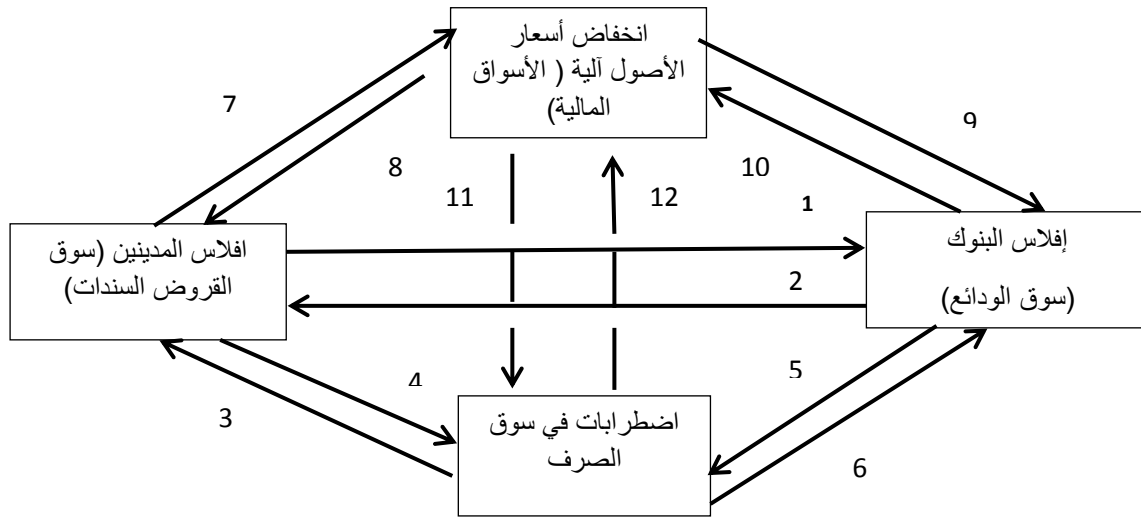 انخفاض أسعار
الأصول آلية ( الأسواق
المالية)
7
9
8
10
11
12
1
افلاس المدينين (سوق
القروض السندات)
إفلاس البنوك
(سوق الودائع)
2
4
5
3
اضطرابات في سوق
الصرف
6